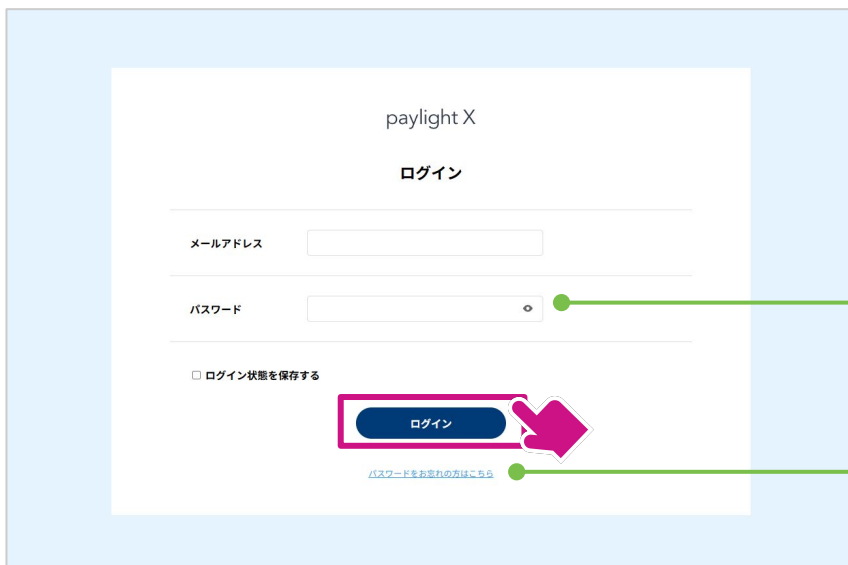 paylight X
ログイン
メールアドレス
パスワード
ログイン状態を保存する
ログイン
パスワードをお忘れの方はこちら